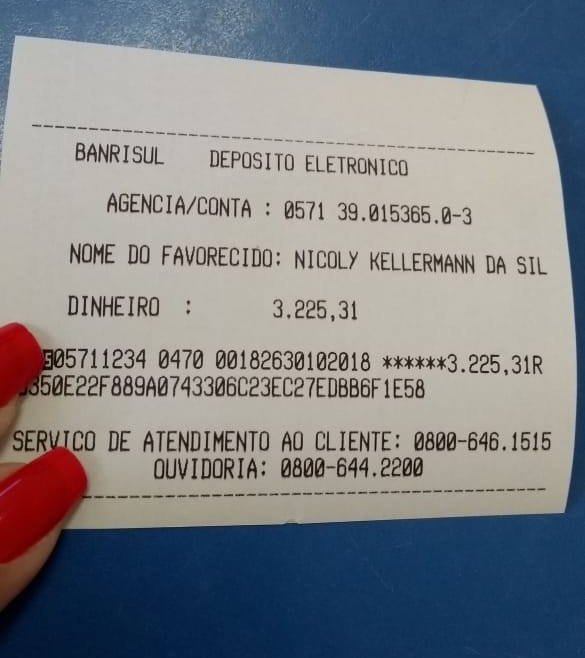 BANRISUL DEPOSITO ELETRONICO
AGENCIA/CONTA : 0571 39.015365.0-3
NOME DO FAVORECIDO: NICOLY KELLERMANN DA SIL
DINHEIRO : 3.225,31
05711234 0470 00182630102018 ******3.225,31R
350E22F889A0743306C23EC27EDBB6F1E58
SERVICO DE ATENDIMENTO AO CLIENTE: 0800-646.1515
OUVIDORIA: 0800-644.2200